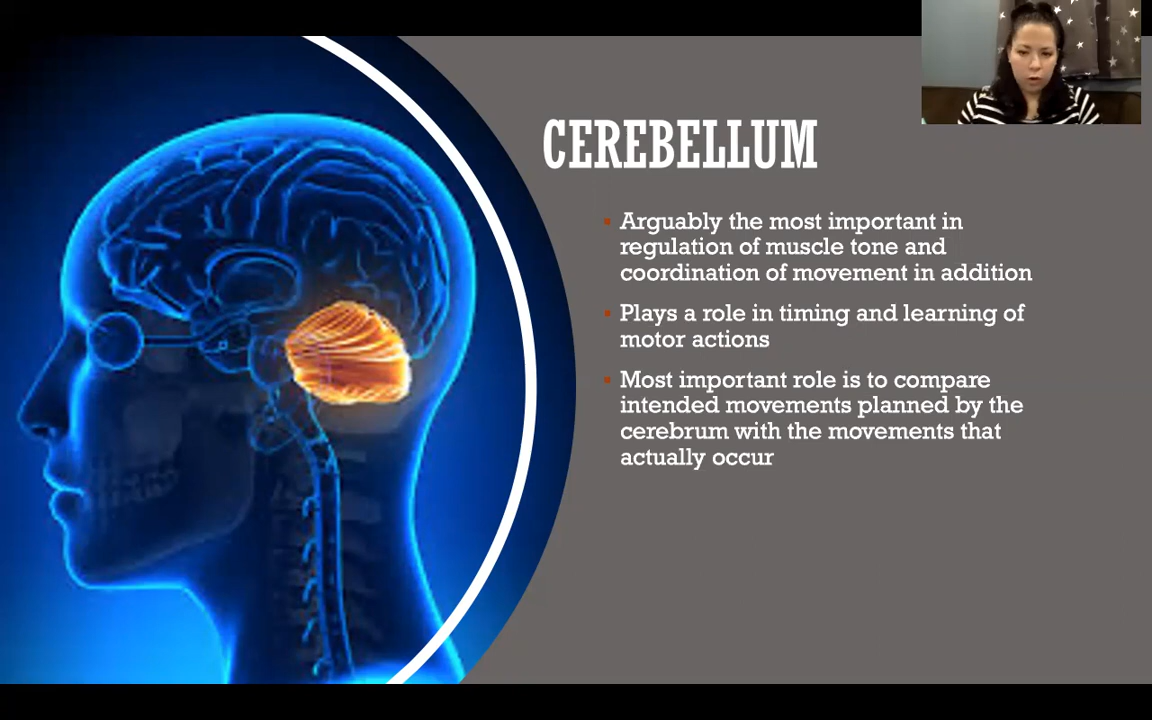 CEREBELLUM
Arguably the most important in
regulation of muscle tone and
coordination of movement in addition
Plays a role in timing and learning of
motor actions
Most important role is to compare
intended movements planned by the
cerebrum with the movements that
actually occur